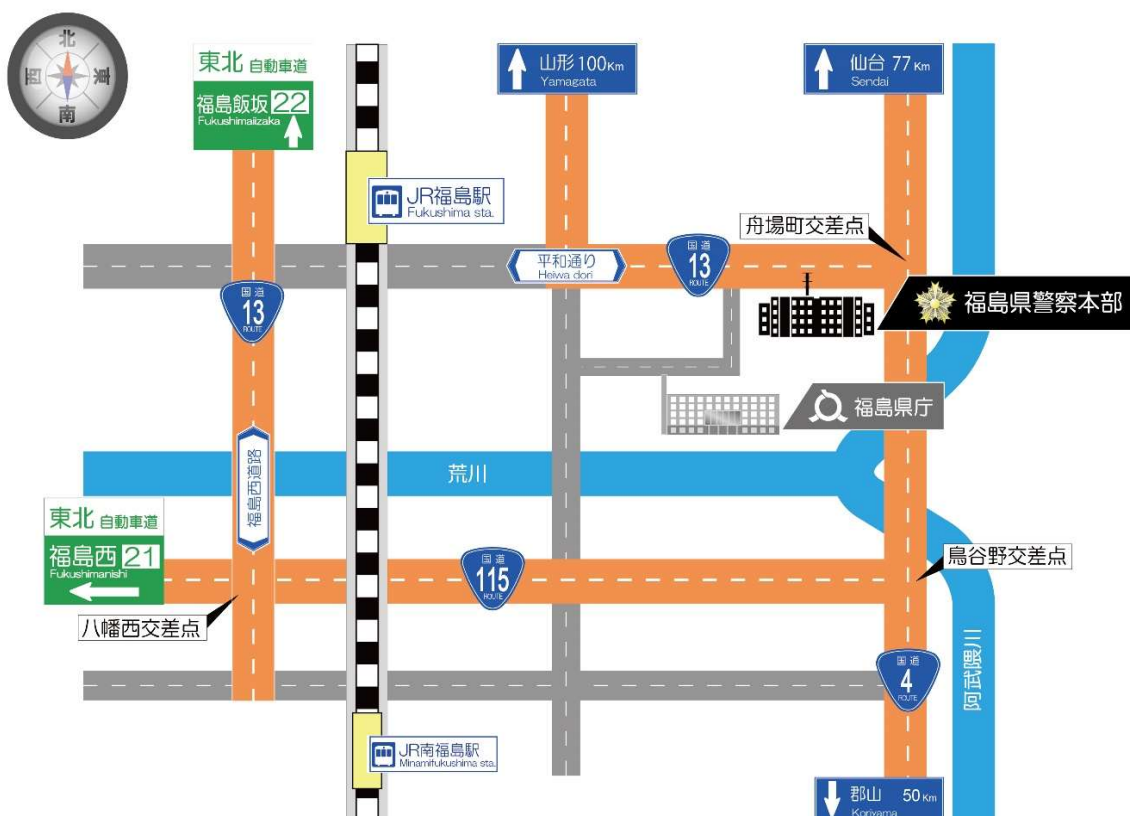 北
西
東
南
東北 自動車道
福島飯坂 22
Fukushimaiizaka
山形 100Km
Yamagata
仙台 77Km
Sendai
JR福島駅
Fukushima sta.
舟場町交差点
平和通り
Heiwa dori
国道
13
ROUTE
国道
13
ROUTE
福島県警察本部
福島県庁
福島西道路
荒川
東北 自動車道
福島西 21
Fukushimanishi
国道
115
ROUTE
鳥谷野交差点
八幡西交差点
国道
4
ROUTE
阿武隈川
JR南福島駅
Minamifukushima sta.
郡山 50Km
Koriyama